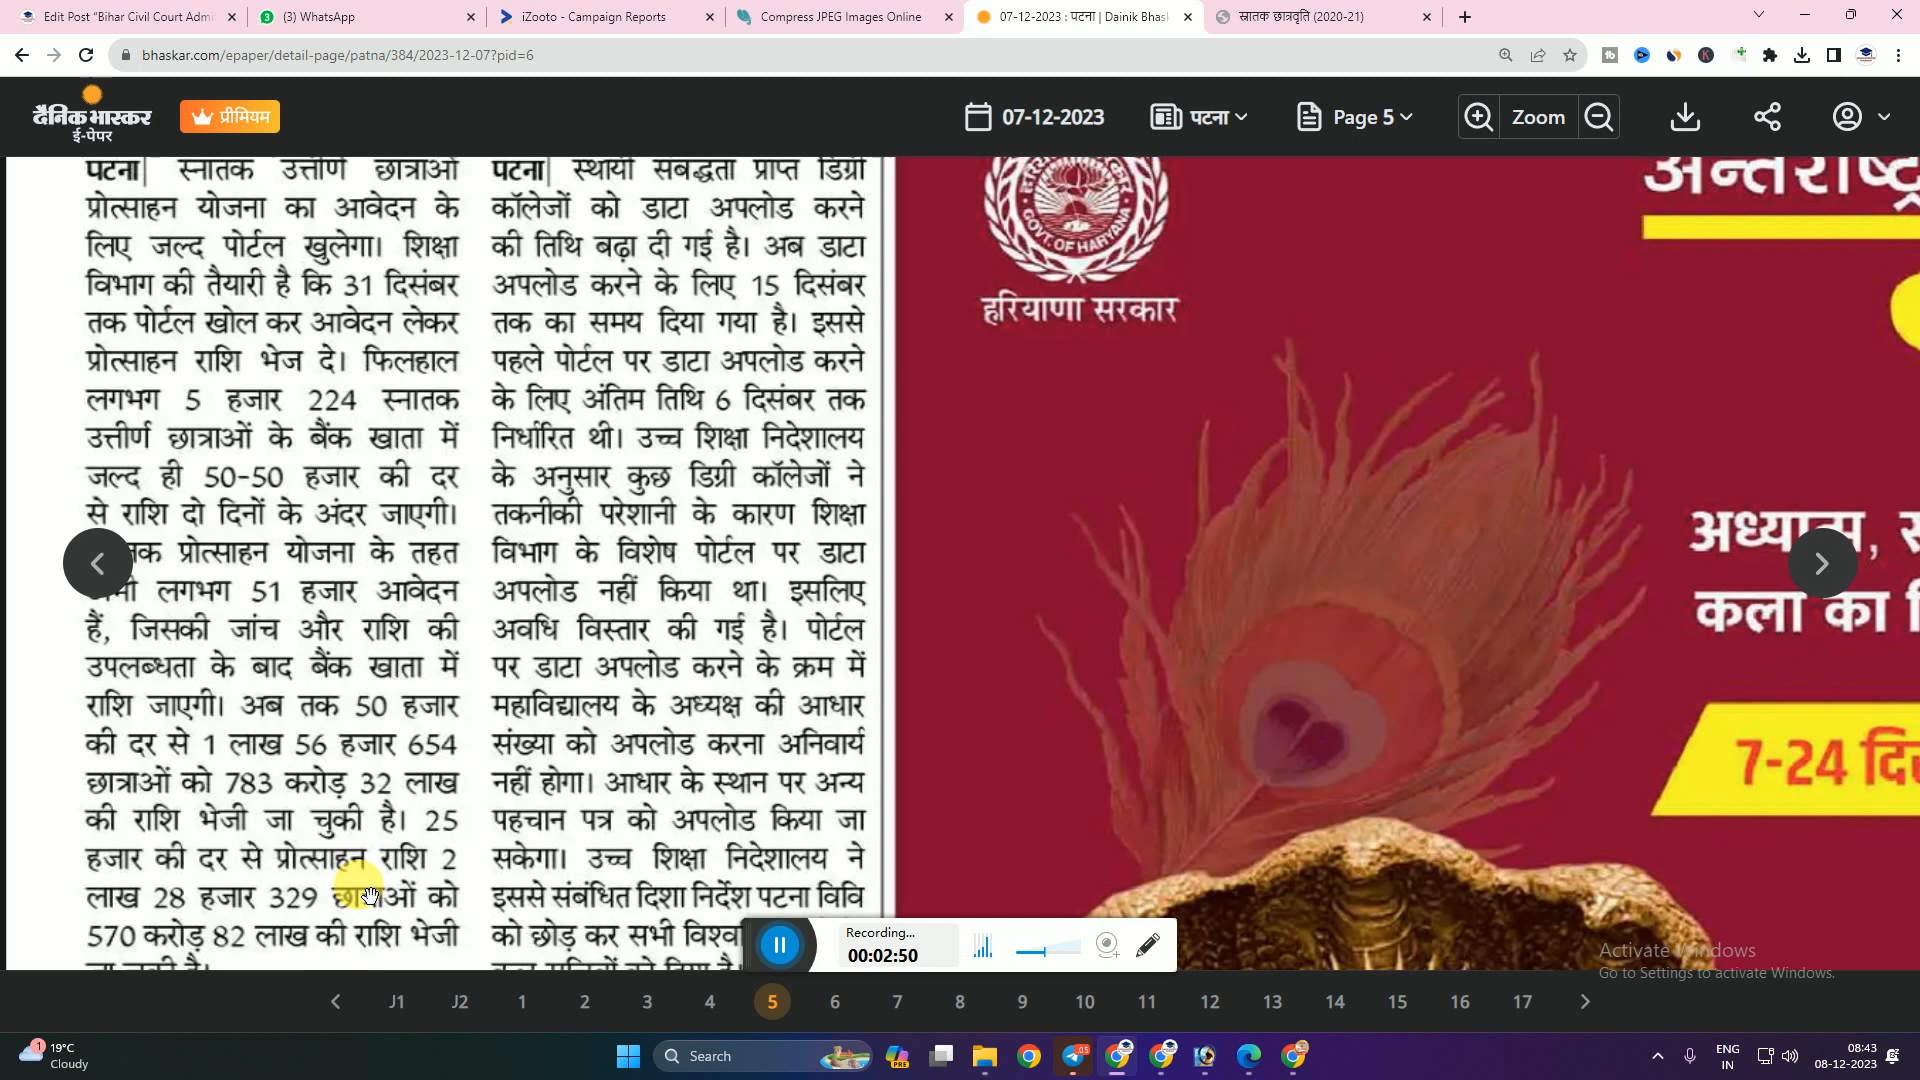 Edit Post "Bihar Civil Court Admi
(3) WhatsApp
iZooto - Campaign Reports
Compress JPEG Images Online
07-12-2023 : पटना | Dainik Bhask
स्नातक छात्रवृति (2020-21)
bhaskar.com/epaper/detail-page/patna/384/2023-12-07?pid=6
दैनिक भास्कर
ई-पेपर
प्रीमियम
07-12-2023
पटना
Page 5
Zoom
पटना| स्नातक उत्तीर्ण छात्राओं
प्रोत्साहन योजना का आवेदन के
लिए जल्द पोर्टल खुलेगा। शिक्षा
विभाग की तैयारी है कि 31 दिसंबर
तक पोर्टल खोल कर आवेदन लेकर
प्रोत्साहन राशि भेज दे। फिलहाल
लगभग 5 हजार 224 स्नातक
उत्तीर्ण छात्राओं के बैंक खाता में
जल्द ही 50-50 हजार की दर
से राशि दो दिनों के अंदर जाएगी।
तक प्रोत्साहन योजना के तहत
लगभग 51 हजार आवेदन
हैं, जिसकी जांच और राशि की
उपलब्धता के बाद बैंक खाता में
राशि जाएगी। अब तक 50 हजार
की दर से 1 लाख 56 हजार 654
छात्राओं को 783 करोड़ 32 लाख
की राशि भेजी जा चुकी है। 25
हजार की दर से प्रोत्साहन राशि 2
लाख 28 हजार 329 छात्राओं को
570 करोड़ 82 लाख की राशि भेजी
जा चुकी है।
पटना| स्थायी संबद्धता प्राप्त डिग्री
कॉलेजों को डाटा अपलोड करने
की तिथि बढ़ा दी गई है। अब डाटा
अपलोड करने के लिए 15 दिसंबर
तक का समय दिया गया है। इससे
पहले पोर्टल पर डाटा अपलोड करने
के लिए अंतिम तिथि 6 दिसंबर तक
निर्धारित थी। उच्च शिक्षा निदेशालय
के अनुसार कुछ डिग्री कॉलेजों ने
तकनीकी परेशानी के कारण शिक्षा
विभाग के विशेष पोर्टल पर डाटा
अपलोड नहीं किया था। इसलिए
अवधि विस्तार की गई है। पोर्टल
पर डाटा अपलोड करने के क्रम में
महाविद्यालय के अध्यक्ष की आधार
संख्या को अपलोड करना अनिवार्य
नहीं होगा। आधार के स्थान पर अन्य
पहचान पत्र को अपलोड किया जा
सकेगा। उच्च शिक्षा निदेशालय ने
इससे संबंधित दिशा निर्देश पटना विवि
को छोड़ कर सभी विश्व
GOVT. OF HARYANA
हरियाणा सरकार
अन्तर्राष्ट्र
अध्यात्म, स
कला का
7-24 दि
Recording...
00:02:50
Activate Windows
Go to Settings to activate Windows.
J1 J2 1 2 3 4 5 6 7 8 9 10 11 12 13 14 15 16 17
1
19°C
Cloudy
Search
PRE
05
ENG
IN
08:43
08-12-2023